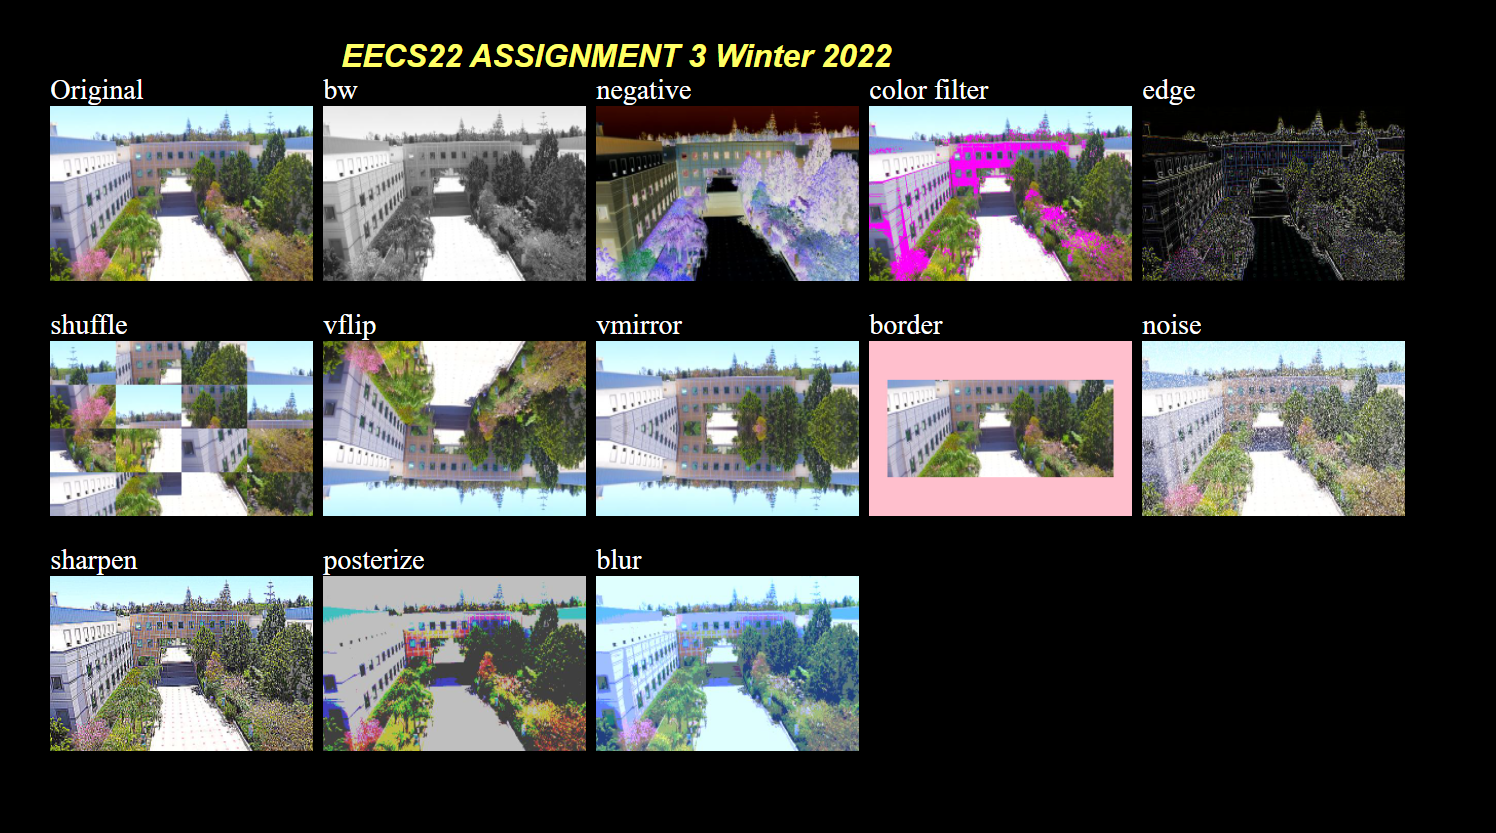 EECS22 ASSIGNMENT 3 Winter 2022
Original bw negative color filter edge
shuffle vflip vmirror border noise
sharpen posterize blur